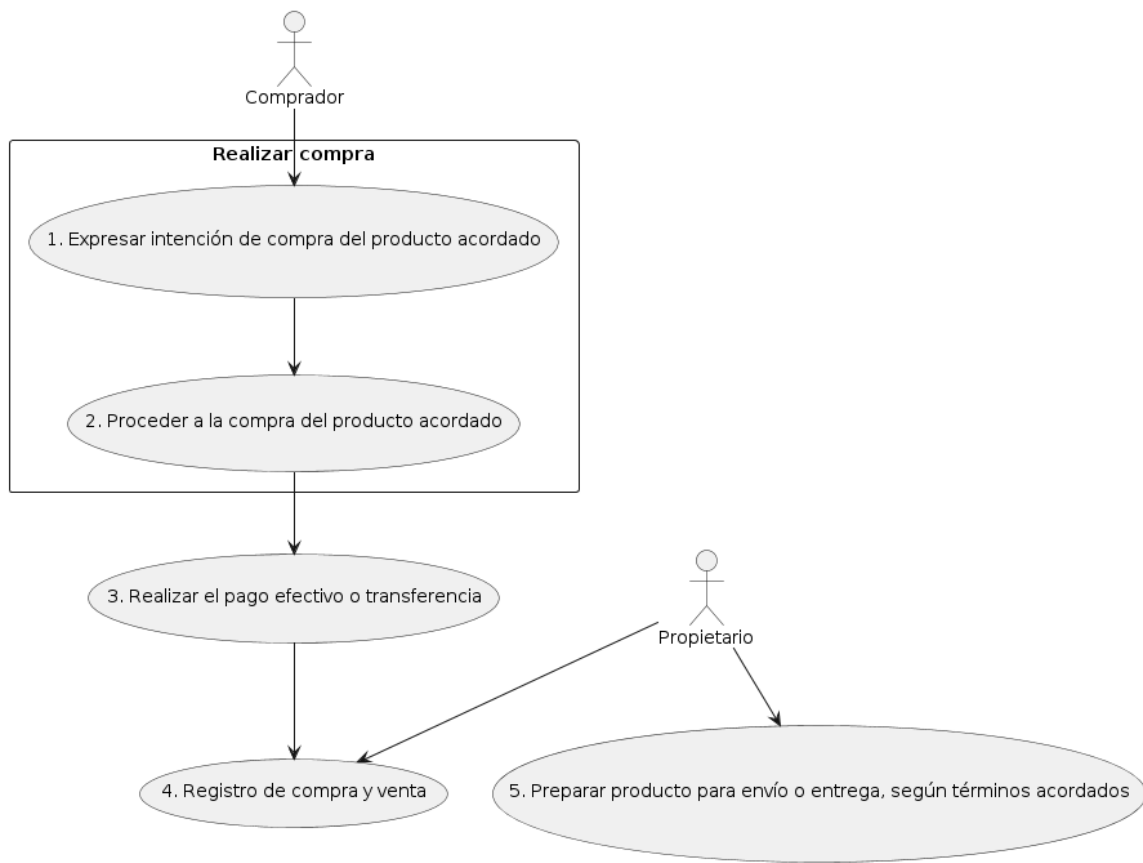 Comprador
Realizar compra
1. Expresar intención de compra del producto acordado
2. Proceder a la compra del producto acordado
3. Realizar el pago efectivo o transferencia
Propietario
4. Registro de compra y venta
5. Preparar producto para envío o entrega, según términos acordados